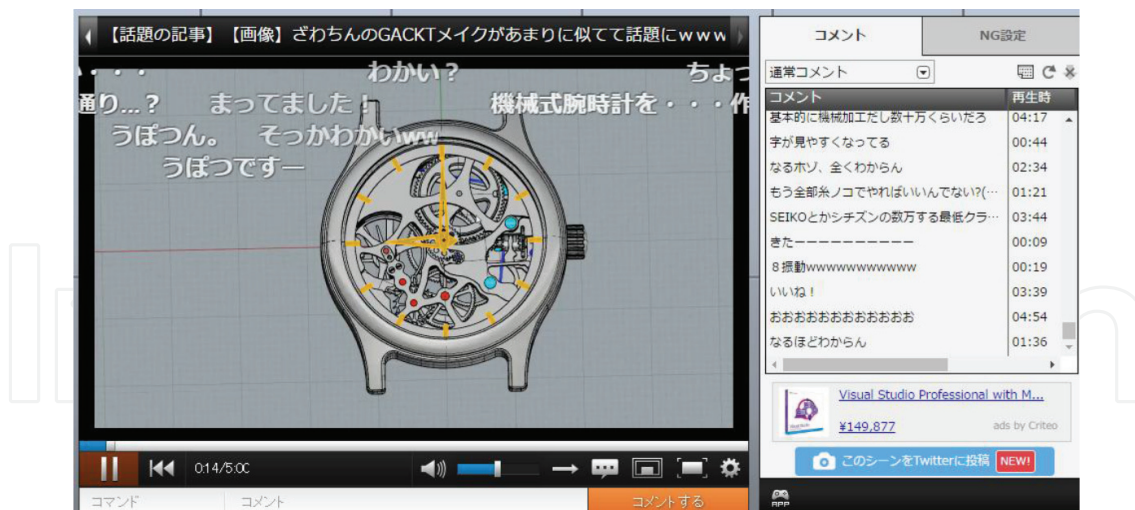 【話題の記事】【画像】ざわちんのGACKTメイクがあまりに似てて話題にｗｗｗ
・・・
わかい？
ちょっ
通り...？
まってました！
機械式腕時計を・・・作
うぽつん。
そっかわかいww
うぽつですー
0:14/5:00
コマンド
コメント
コメントする
コメント
NG設定
通常コメント
コメント 再生時
基本的に機械加工だし数十万くらいだろ 04:17
字が見やすくなってる 00:44
なるホゾ、全くわからん 02:34
もう全部糸ノコでやればいいんでない?(… 01:21
SEIKOとかシチズンの数万する最低クラ… 03:44
きたーーーーーーーーーー 00:09
８振動wwwwwwwwwww 00:19
いいね！ 03:39
おおおおおおおおおおおお 04:54
なるほどわからん 01:36
Visual Studio Professional with M...
¥149,877
ads by Criteo
このシーンをTwitterに投稿 NEW!
APP